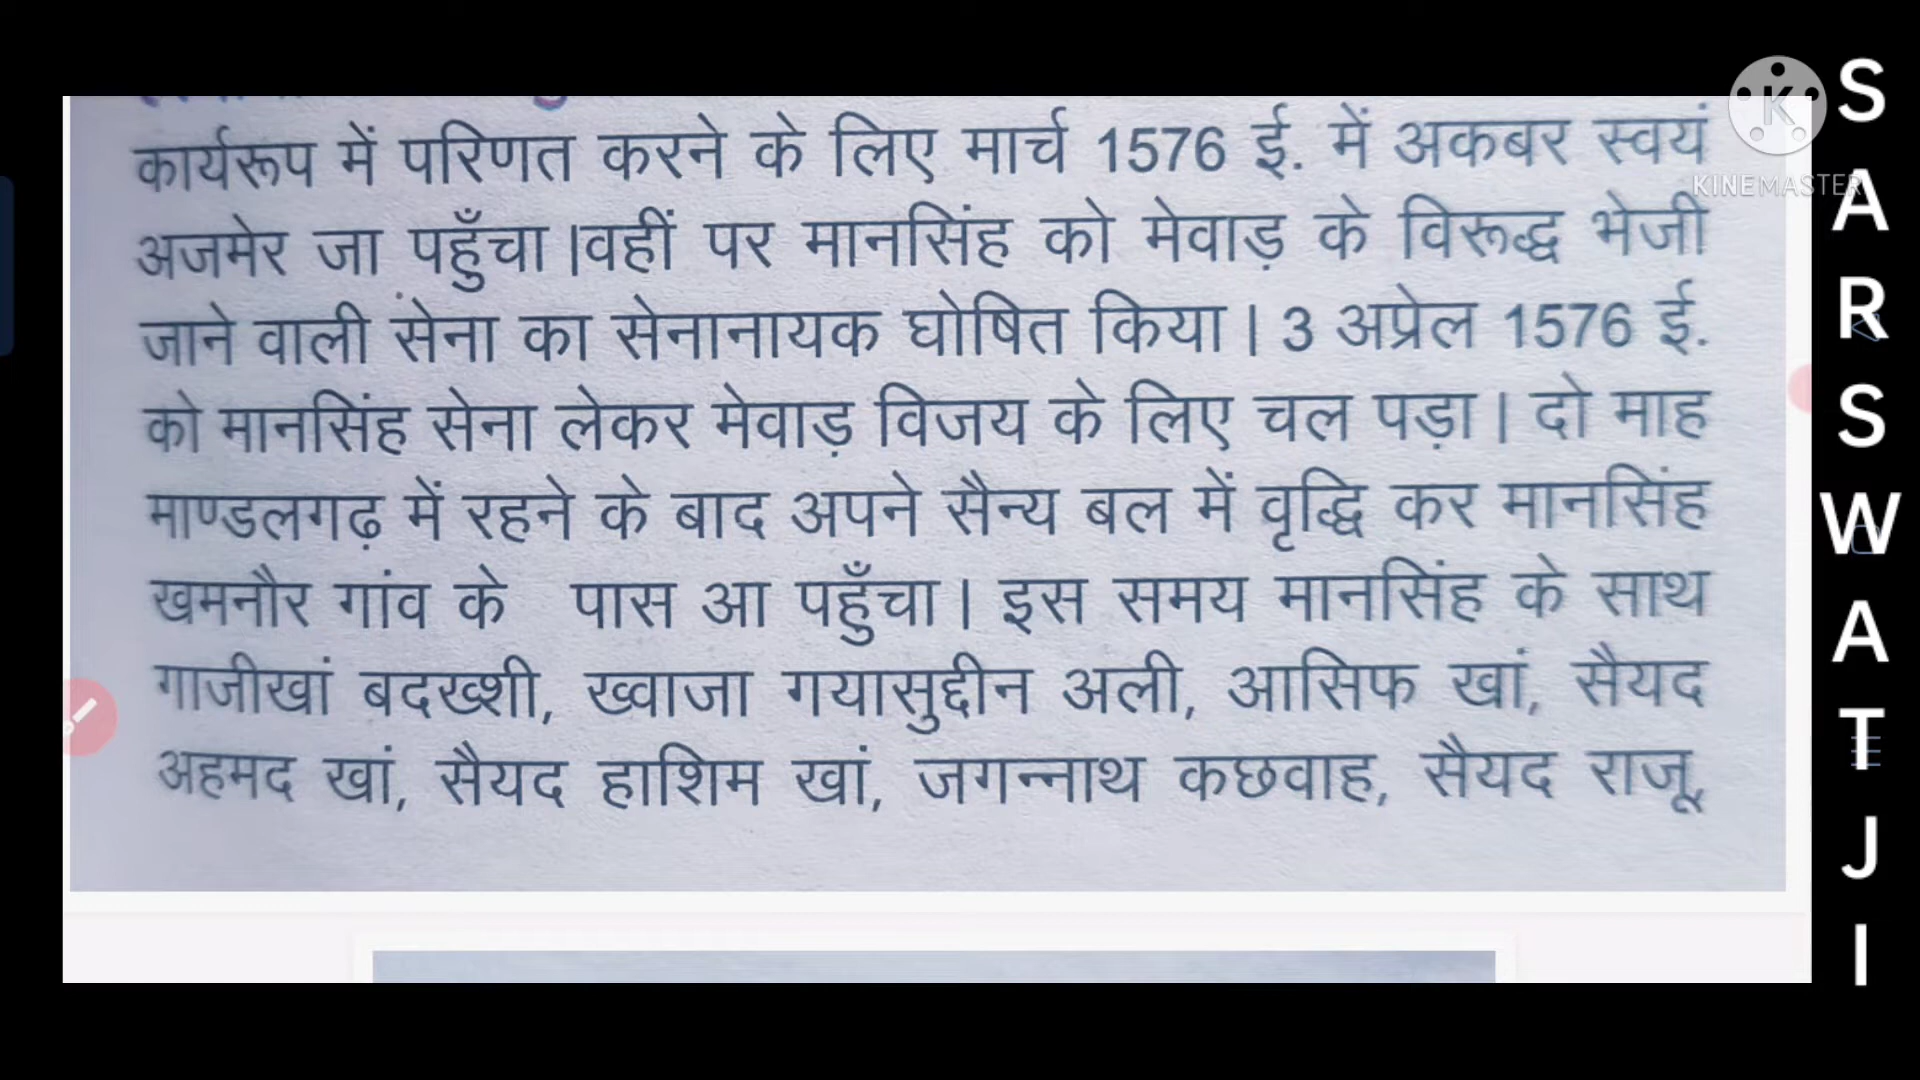 कार्यरूप में परिणत करने के लिए मार्च 1576 ई. में अकबर स्वयं
अजमेर जा पहुँचा।वहीं पर मानसिंह को मेवाड़ के विरूद्ध भेजी
जाने वाली सेना का सेनानायक घोषित किया। 3 अप्रेल 1576 ई.
को मानसिंह सेना लेकर मेवाड़ विजय के लिए चल पड़ा। दो माह
माण्डलगढ़ में रहने के बाद अपने सैन्य बल में वृद्धि कर मानसिंह
खमनौर गांव के पास आ पहुँचा। इस समय मानसिंह के साथ
गाजीखां बदख्शी, ख्वाजा गयासुद्दीन अली, आसिफ खां, सैयद
अहमद खां, सैयद हाशिम खां, जगन्नाथ कछवाह, सैयद राजू,
K
KINEMASTER
SARSWATJI